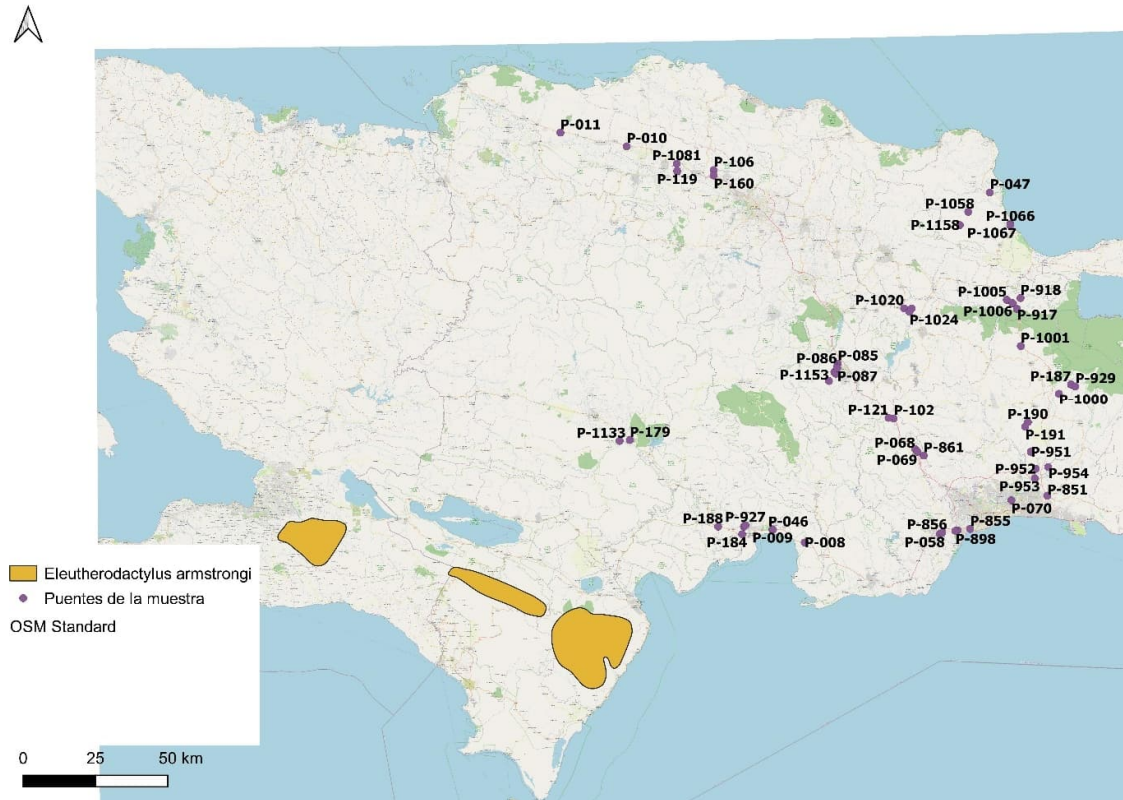 P-011
P-010
P-1081
P-106
P-119
P-160
P-047
P-1058
P-1066
P-1158
P-1067
P-1005
P-918
P-1020
P-1006
P-917
P-1024
P-1001
P-086
P-085
P-1153
P-087
P-187
P-929
P-1000
P-121
P-102
P-190
P-191
P-1133
P-179
P-068
P-861
P-069
P-951
P-952
P-954
P-953
P-851
P-070
P-188
P-927
P-046
P-184
P-009
P-008
P-856
P-855
P-058
P-898
Eleutherodactylus armstrongi
Puentes de la muestra
OSM Standard
0 25 50 km